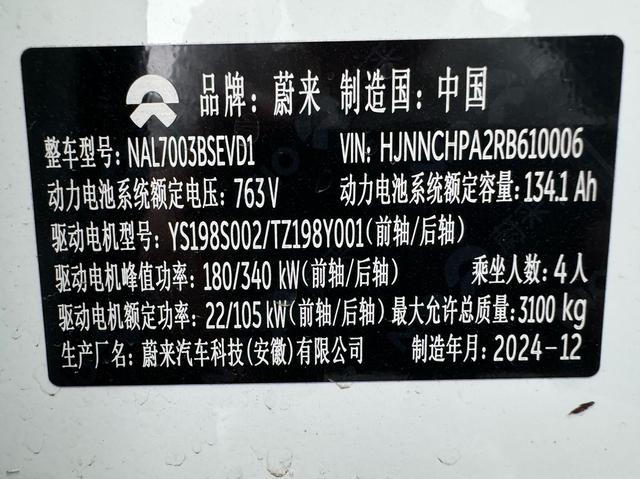 品牌：蔚来 制造国：中国
整车型号：NAL7003BSEVD1 VIN：HJNNCHPA2RB610006
动力电池系统额定电压：763V 动力电池系统额定容量：134.1 Ah
驱动电机型号：YS198S002/TZ198Y001(前轴/后轴)
驱动电机峰值功率：180/340 kW(前轴/后轴) 乘坐人数：4人
驱动电机额定功率：22/105 kW(前轴/后轴) 最大允许总质量：3100 kg
生产厂名：蔚来汽车科技(安徽)有限公司 制造年月：2024-12